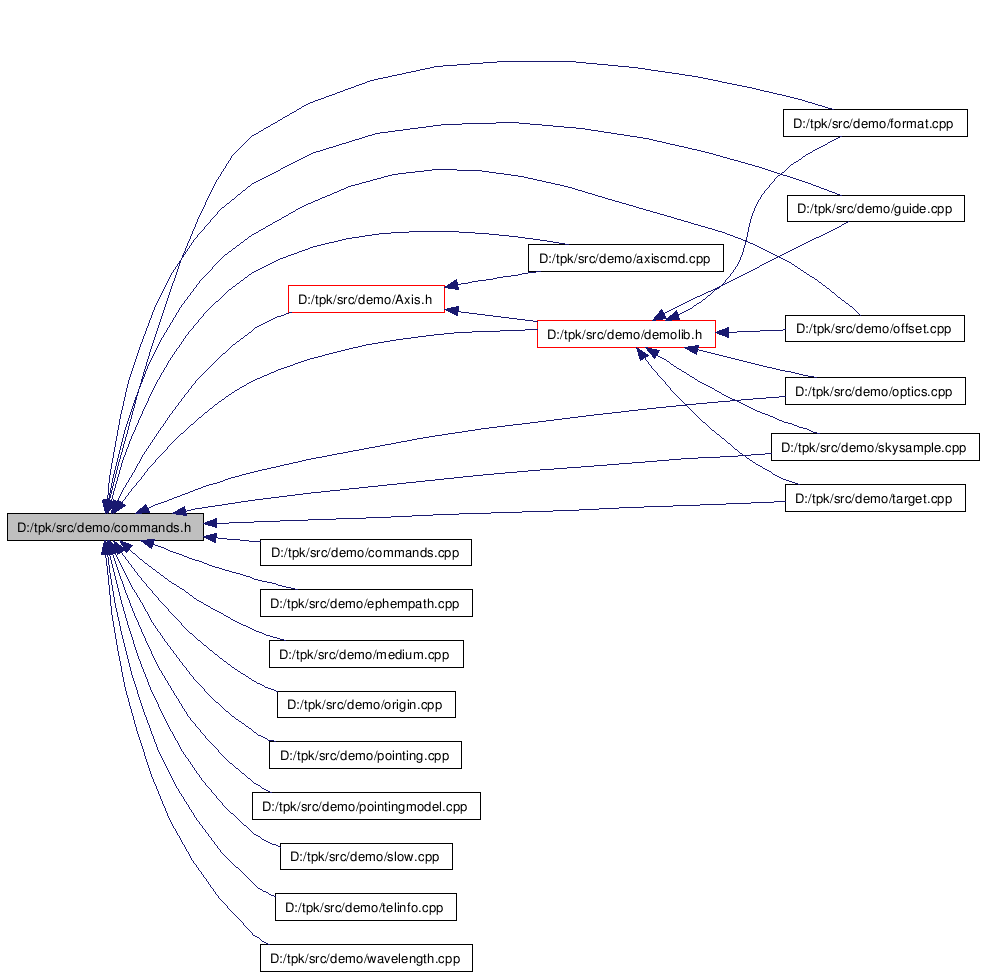 D:/tpk/src/demo/format.cpp
D:/tpk/src/demo/guide.cpp
D:/tpk/src/demo/axiscmd.cpp
D:/tpk/src/demo/Axis.h
D:/tpk/src/demo/demolib.h
D:/tpk/src/demo/offset.cpp
D:/tpk/src/demo/optics.cpp
D:/tpk/src/demo/skysample.cpp
D:/tpk/src/demo/target.cpp
D:/tpk/src/demo/commands.h
D:/tpk/src/demo/commands.cpp
D:/tpk/src/demo/ephempath.cpp
D:/tpk/src/demo/medium.cpp
D:/tpk/src/demo/origin.cpp
D:/tpk/src/demo/pointing.cpp
D:/tpk/src/demo/pointingmodel.cpp
D:/tpk/src/demo/slow.cpp
D:/tpk/src/demo/telinfo.cpp
D:/tpk/src/demo/wavelength.cpp